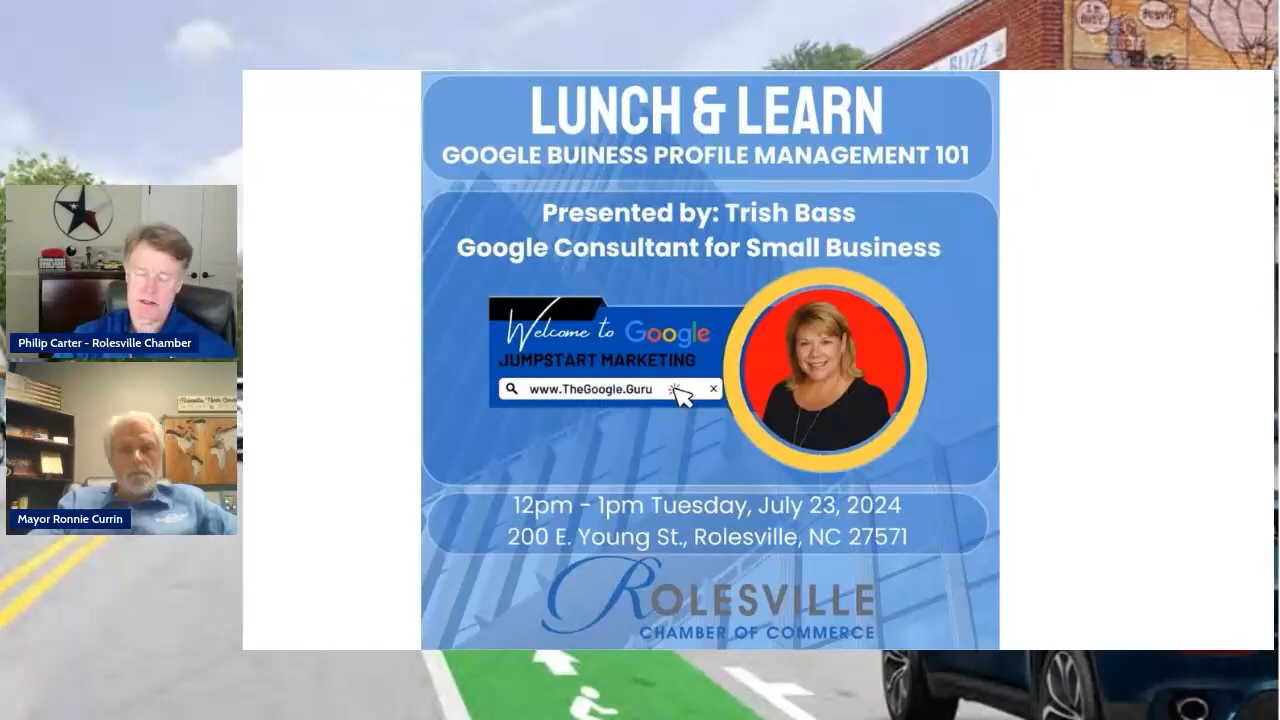 BUZZ
LUNCH & LEARN
GOOGLE BUINESS PROFILE MANAGEMENT 101
Presented by: Trish Bass
Google Consultant for Small Business
Welcome to Google
JUMPSTART MARKETING
www.TheGoogle.Guru
12pm - 1pm Tuesday, July 23, 2024
200 E. Young St., Rolesville, NC 27571
ROLESVILLE
CHAMBER OF COMMERCE
Philip Carter - Rolesville Chamber
Mayor Ronnie Currin